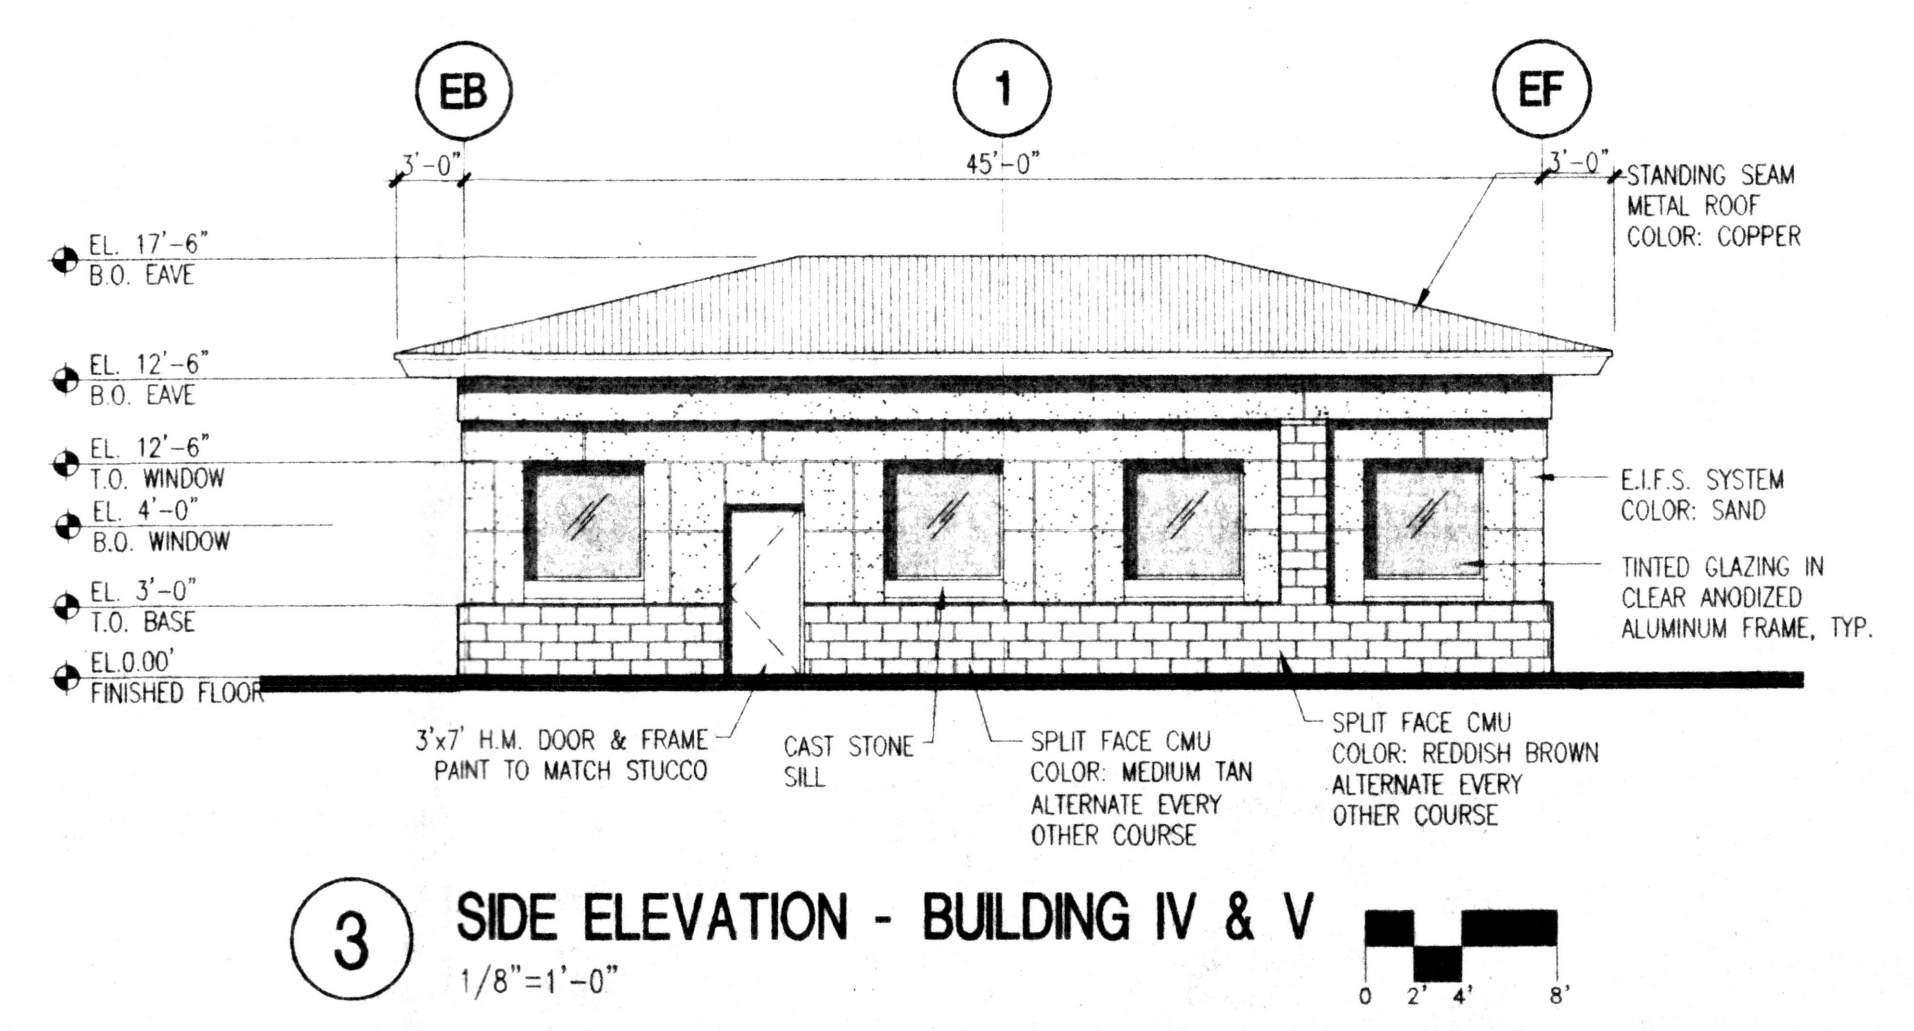 EB
1
EF
3'-0"
45'-0"
3'-0"
STANDING SEAM
METAL ROOF
COLOR: COPPER
EL. 17'-6"
B.O. EAVE
EL. 12'-6"
B.O. EAVE
EL. 12'-6"
T.O. WINDOW
EL. 4'-0"
B.O. WINDOW
EL. 3'-0"
T.O. BASE
EL.0.00'
FINISHED FLOOR
E.I.F.S. SYSTEM
COLOR: SAND
TINTED GLAZING IN
CLEAR ANODIZED
ALUMINUM FRAME, TYP.
3'x7' H.M. DOOR & FRAME
PAINT TO MATCH STUCCO
CAST STONE
SILL
SPLIT FACE CMU
COLOR: MEDIUM TAN
ALTERNATE EVERY
OTHER COURSE
SPLIT FACE CMU
COLOR: REDDISH BROWN
ALTERNATE EVERY
OTHER COURSE
3
SIDE ELEVATION - BUILDING IV & V
1/8"=1'-0"
0 2' 4' 8'